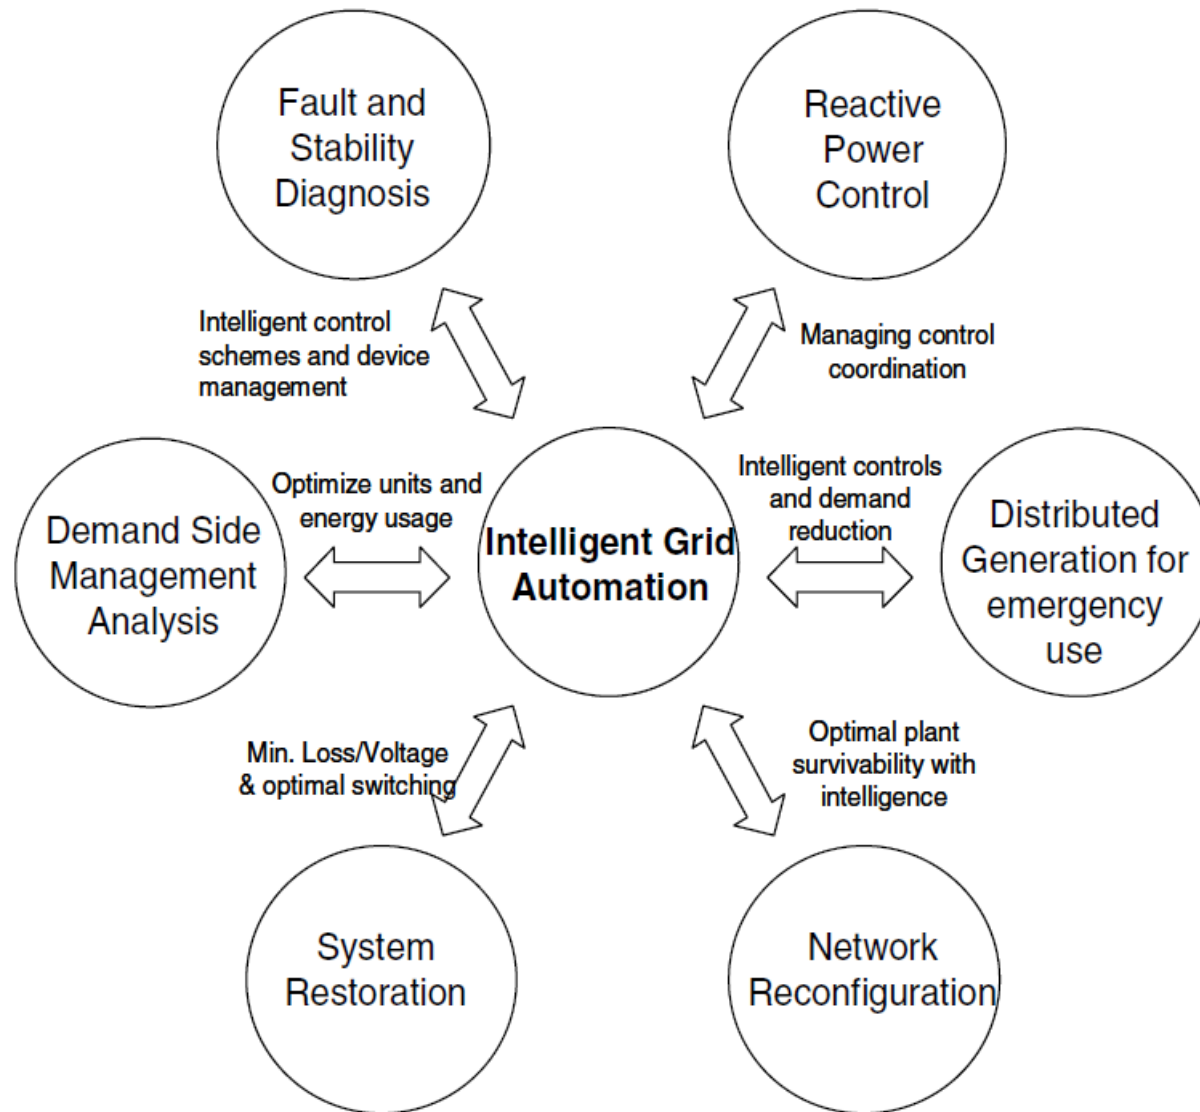 Fault and
Stability
Diagnosis
Reactive
Power
Control
Intelligent control
schemes and device
management
Managing control
coordination
Demand Side
Management
Analysis
Optimize units and
energy usage
Intelligent Grid
Automation
Intelligent controls
and demand
reduction
Distributed
Generation for
emergency
use
Min. Loss/Voltage
& optimal switching
Optimal plant
survivability with
intelligence
System
Restoration
Network
Reconfiguration